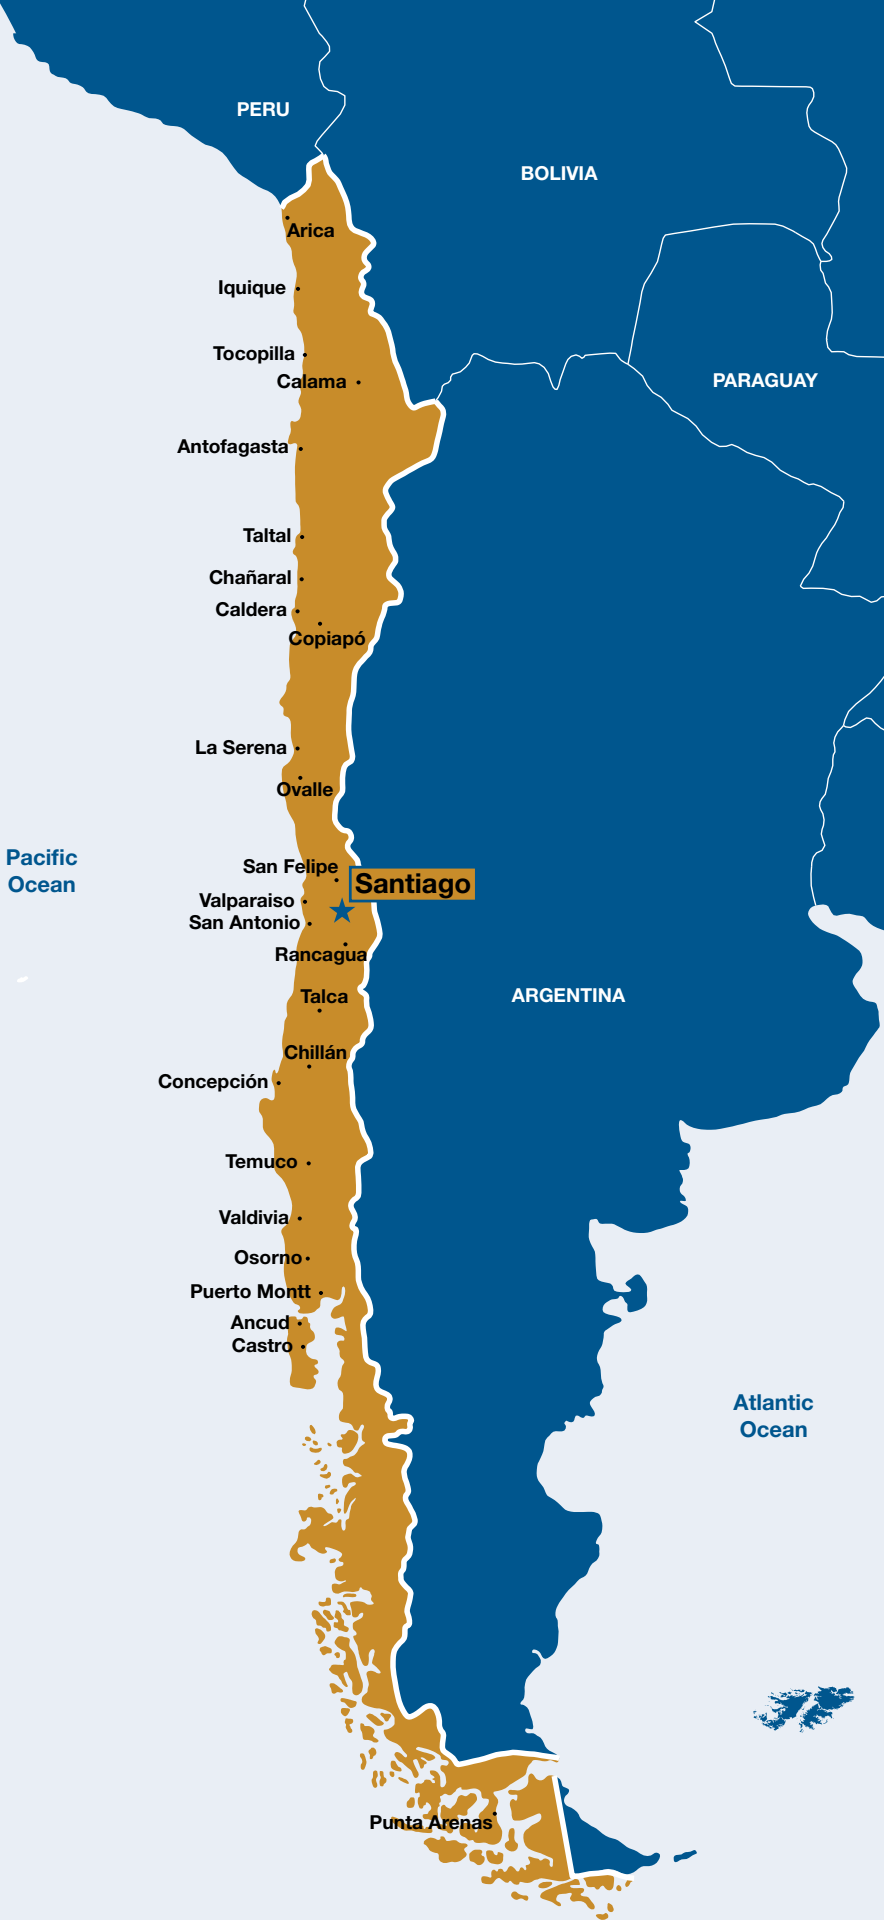 PERU
BOLIVIA
Arica
Iquique
Tocopilla
Calama
PARAGUAY
Antofagasta
Taltal
Chañaral
Caldera
Copiapó
La Serena
Ovalle
Pacific
Ocean
San Felipe
Santiago
Valparaiso
San Antonio
Rancagua
Talca
ARGENTINA
Chillán
Concepción
Temuco
Valdivia
Osorno
Puerto Montt
Ancud
Castro
Atlantic
Ocean
Punta Arenas